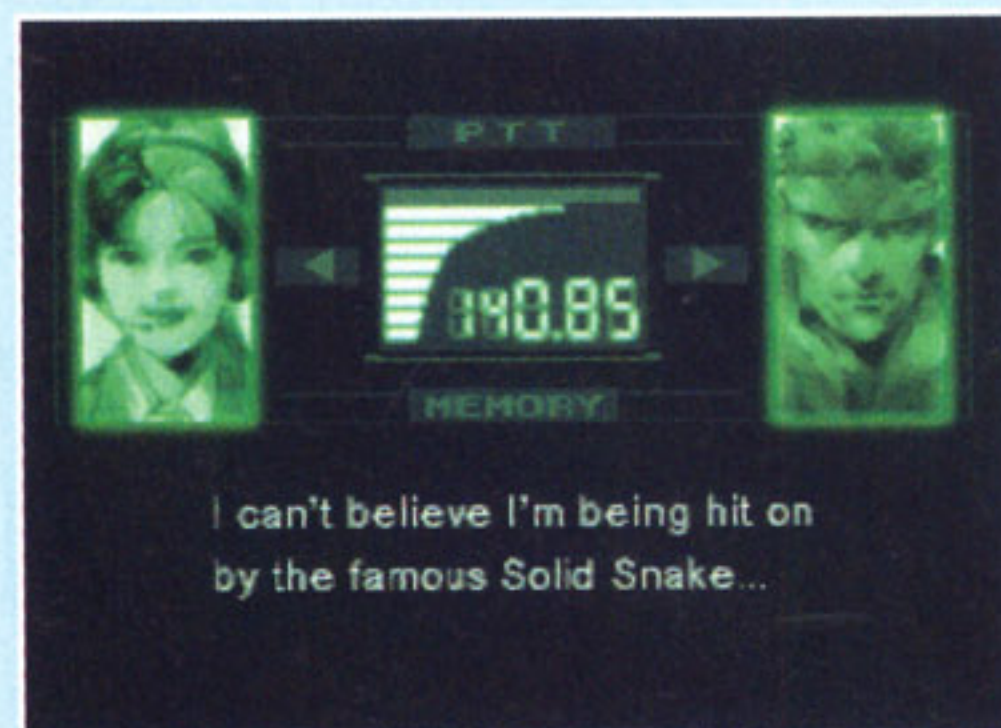 PTT
140.85
MEMORY
I can't believe I'm being hit on
by the famous Solid Snake...